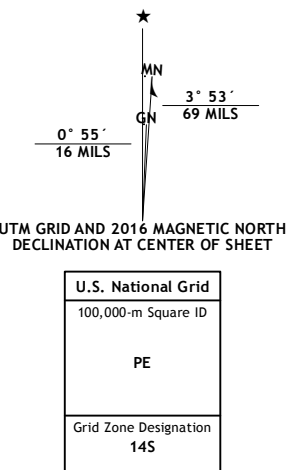 ★
MN
3° 53´
69 MILS
GN
0° 55´
16 MILS
UTM GRID AND 2016 MAGNETIC NORTH
DECLINATION AT CENTER OF SHEET
U.S. National Grid
100,000-m Square ID
PE
Grid Zone Designation
14S